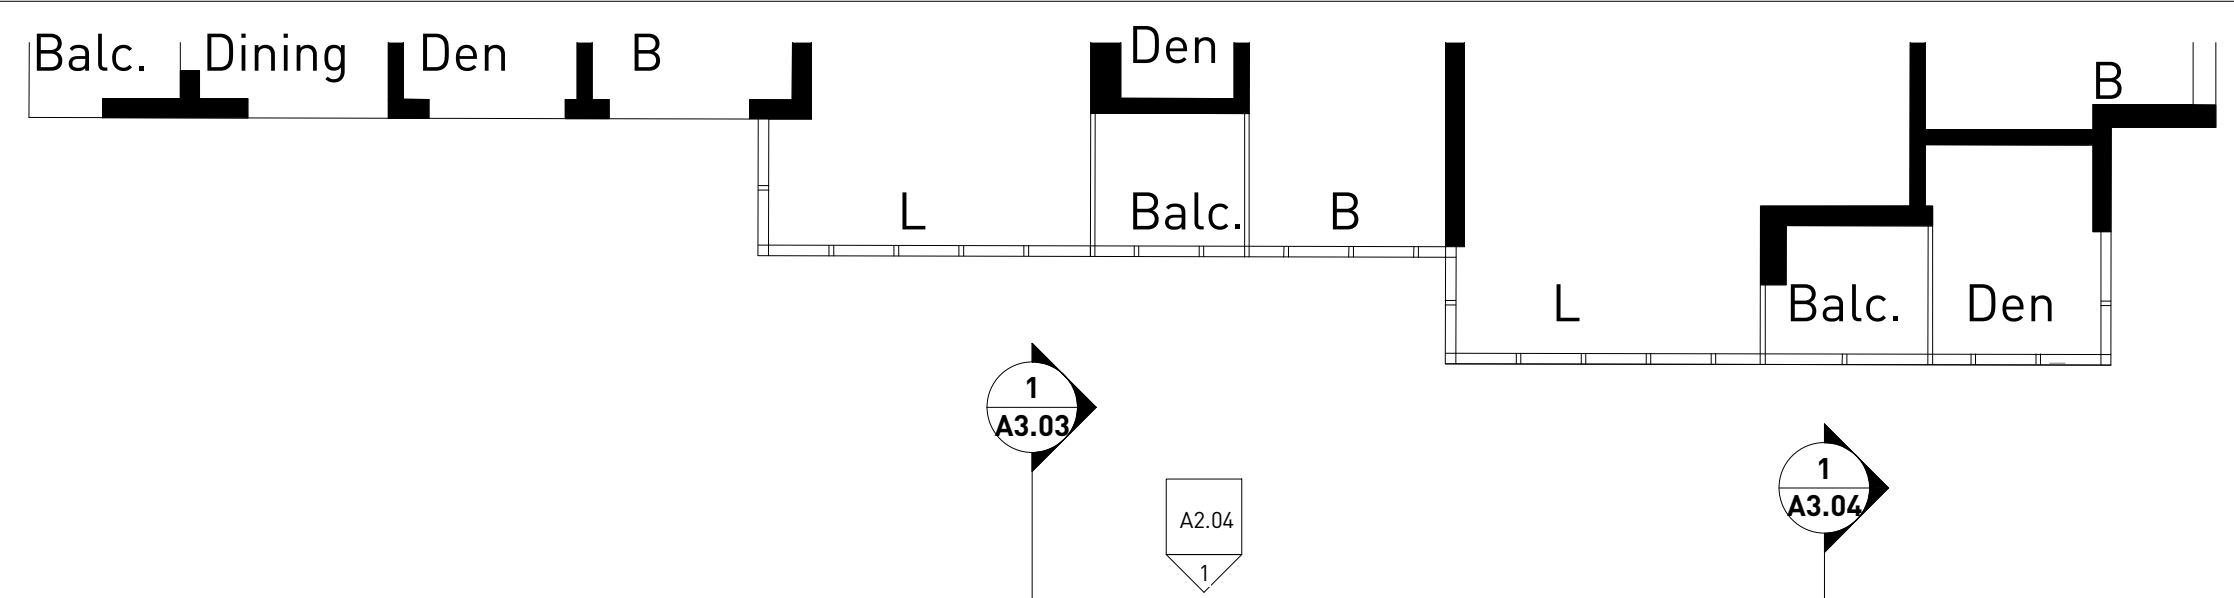 Balc. Dining Den B Den B
L Balc. B
L Balc. Den
1
A3.03
1
A3.04
A2.04
1